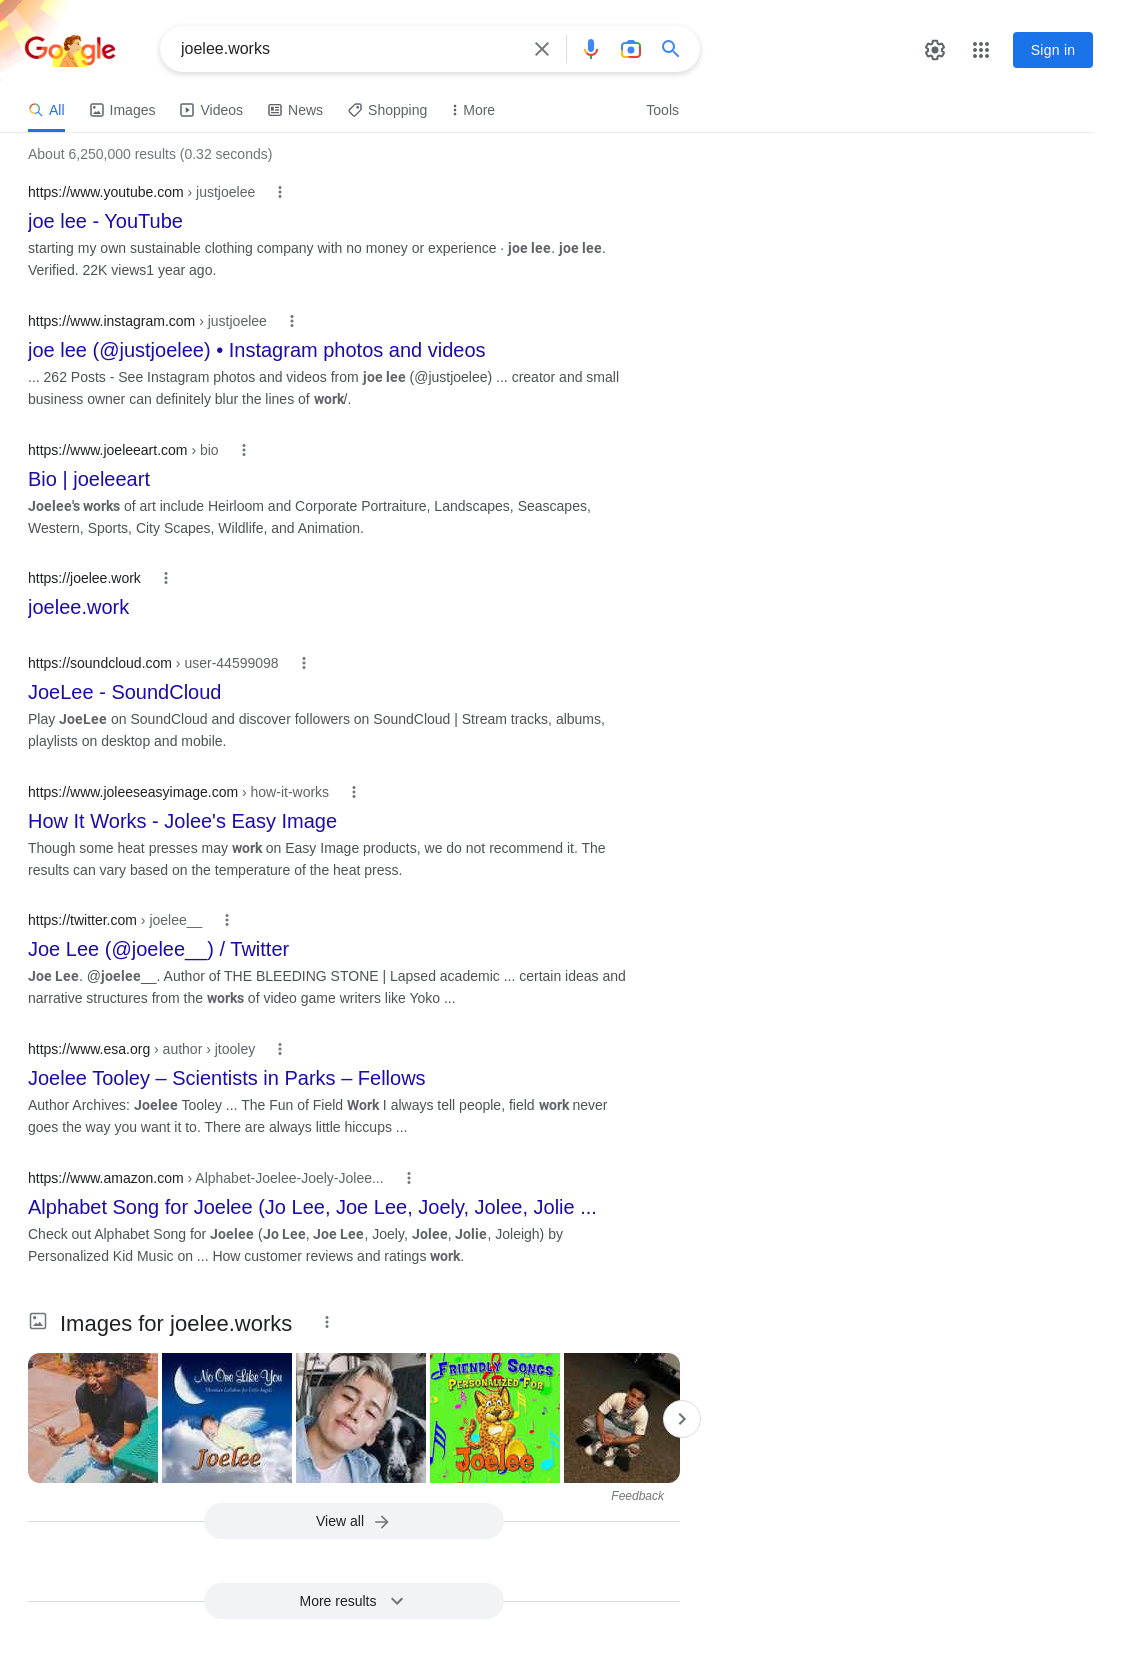 Google
joelee.works
Sign in
All
Images
Videos
News
Shopping
More
Tools
About 6,250,000 results (0.32 seconds)
https://www.youtube.com › justjoelee
joe lee - YouTube
starting my own sustainable clothing company with no money or experience · joe lee. joe lee.
Verified. 22K views1 year ago.
https://www.instagram.com › justjoelee
joe lee (@justjoelee) • Instagram photos and videos
... 262 Posts - See Instagram photos and videos from joe lee (@justjoelee) ... creator and small
business owner can definitely blur the lines of work/.
https://www.joeleeart.com › bio
Bio | joeleeart
Joelee's works of art include Heirloom and Corporate Portraiture, Landscapes, Seascapes,
Western, Sports, City Scapes, Wildlife, and Animation.
https://joelee.work
joelee.work
https://soundcloud.com › user-44599098
JoeLee - SoundCloud
Play JoeLee on SoundCloud and discover followers on SoundCloud | Stream tracks, albums,
playlists on desktop and mobile.
https://www.joleeseasyimage.com › how-it-works
How It Works - Jolee's Easy Image
Though some heat presses may work on Easy Image products, we do not recommend it. The
results can vary based on the temperature of the heat press.
https://twitter.com › joelee__
Joe Lee (@joelee__) / Twitter
Joe Lee. @joelee__. Author of THE BLEEDING STONE | Lapsed academic ... certain ideas and
narrative structures from the works of video game writers like Yoko ...
https://www.esa.org › author › jtooley
Joelee Tooley – Scientists in Parks – Fellows
Author Archives: Joelee Tooley ... The Fun of Field Work I always tell people, field work never
goes the way you want it to. There are always little hiccups ...
https://www.amazon.com › Alphabet-Joelee-Joely-Jolee...
Alphabet Song for Joelee (Jo Lee, Joe Lee, Joely, Jolee, Jolie ...
Check out Alphabet Song for Joelee (Jo Lee, Joe Lee, Joely, Jolee, Jolie, Joleigh) by
Personalized Kid Music on ... How customer reviews and ratings work.
Images for joelee.works
No One Like You
Joelee
FRIENDLY SONGS
PERSONALIZED FOR
Joelee
Feedback
View all
More results